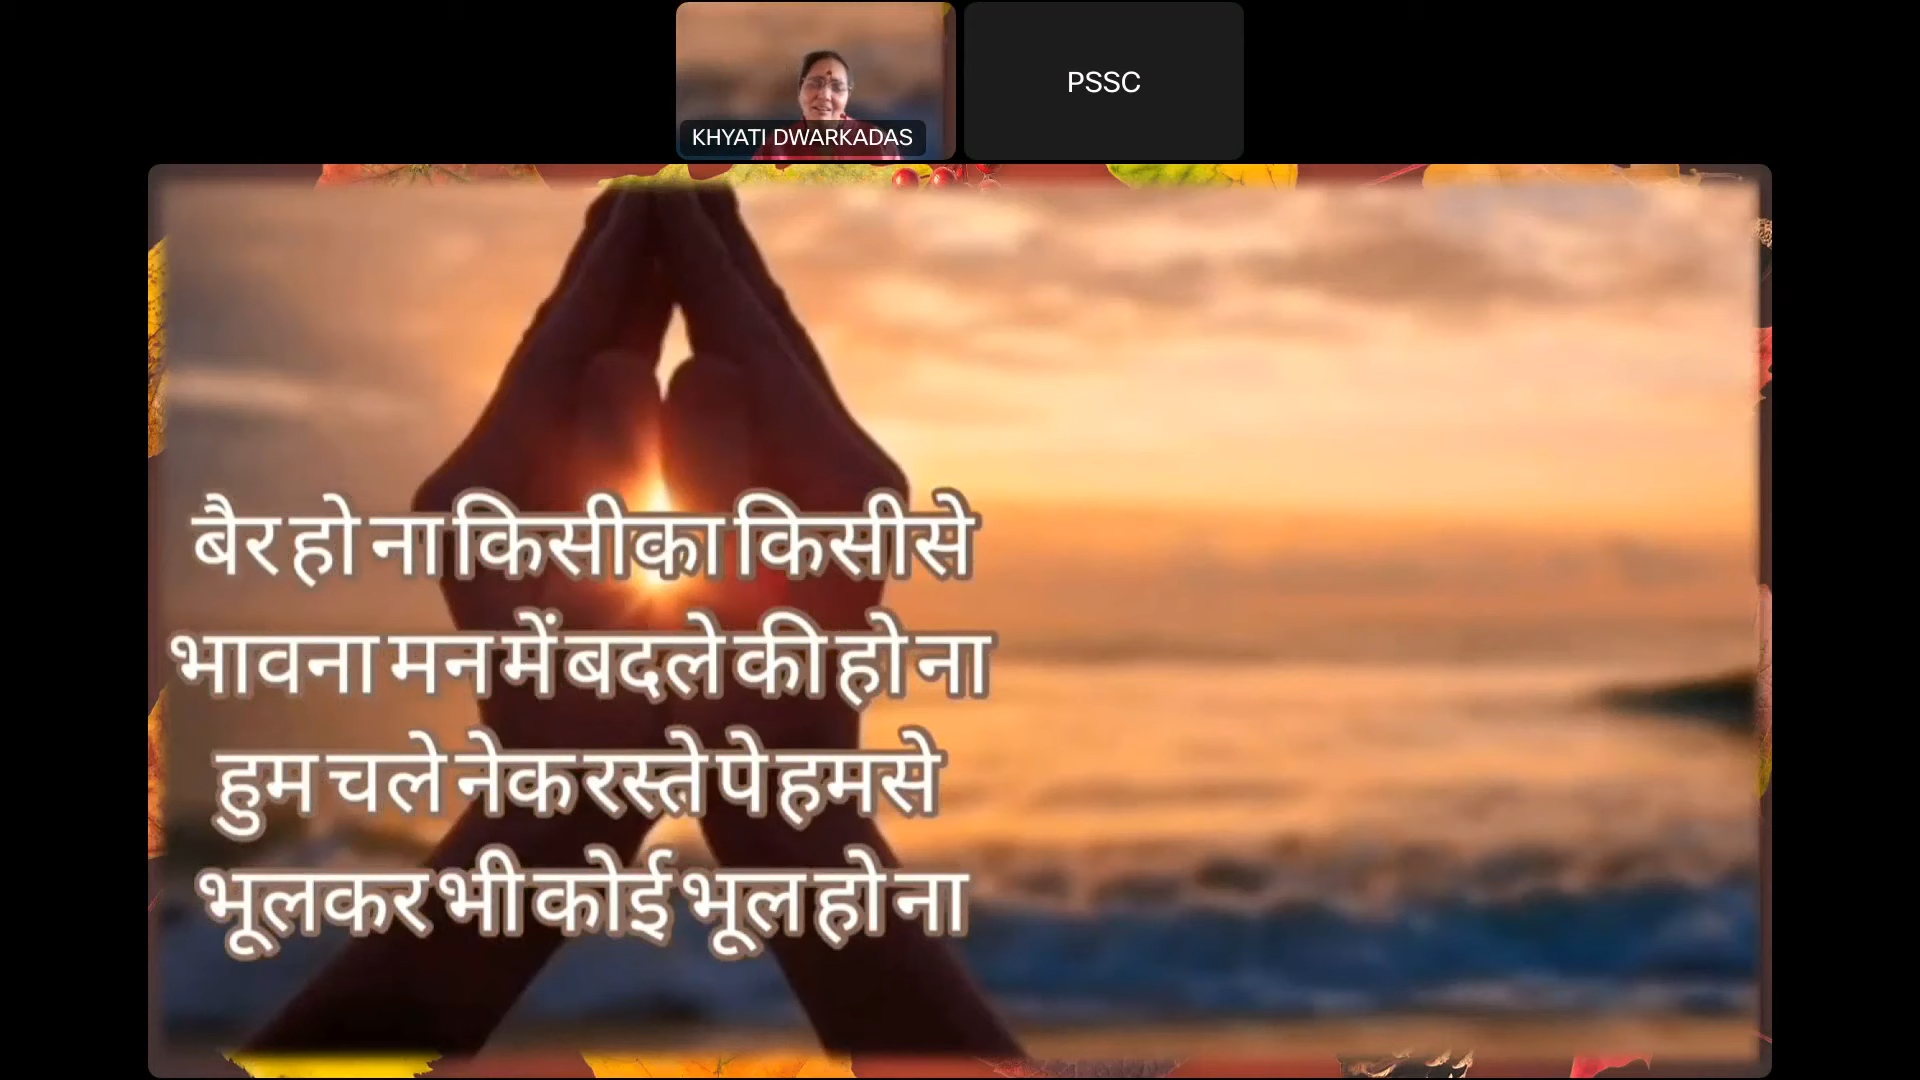 KHYATI DWARKADAS
PSSC
बैर हो ना किसीका किसीसे
भावना मन में बदले की हो ना
हुम चले नेक रस्ते पे हमसे
भूलकर भी कोई भूल हो ना